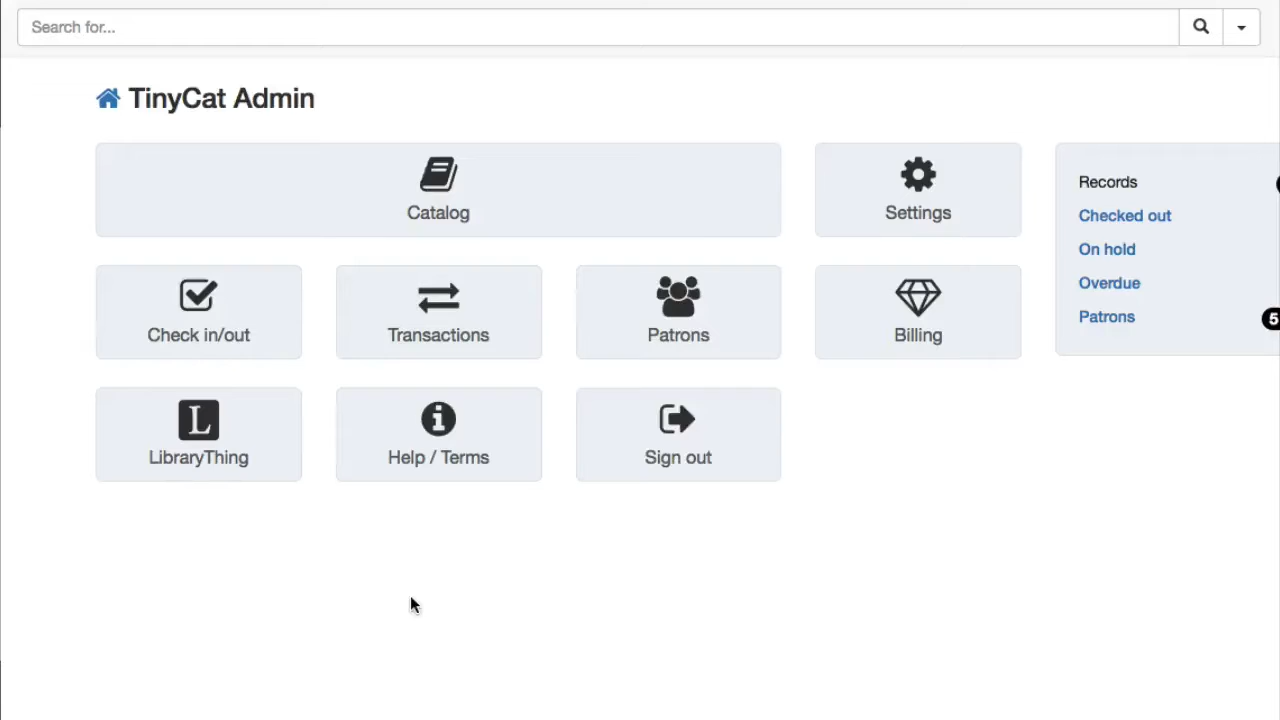 Search for...
TinyCat Admin
Catalog
Settings
Records
Checked out
On hold
Overdue
Patrons
5
Check in/out
Transactions
Patrons
Billing
L
LibraryThing
Help / Terms
Sign out